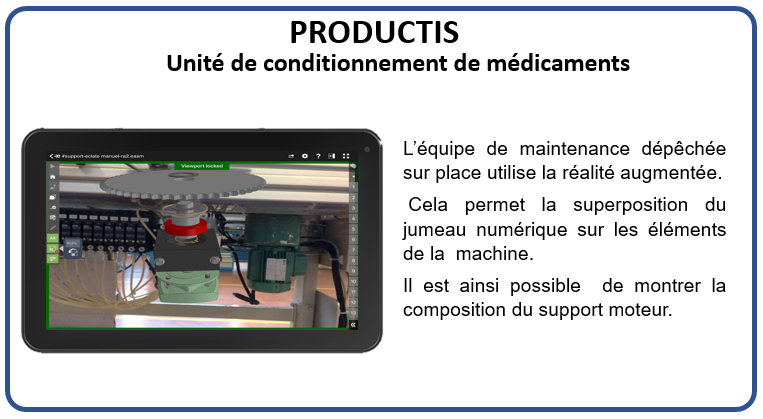 PRODUCTIS
Unité de conditionnement de médicaments
#support-eclate manuel-ra2 easm
Viewport locked
L’équipe de maintenance dépêchée
sur place utilise la réalité augmentée.
Cela permet la superposition du
jumeau numérique sur les éléments
de la machine.
Il est ainsi possible de montrer la
composition du support moteur.